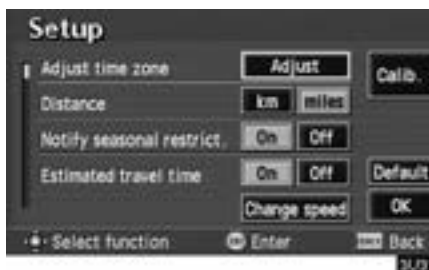 Setup
Adjust time zone Adjust Calib.
Distance km miles
Notify seasonal restrict. On Off
Estimated travel time On Off Default
Change speed OK
Select function Enter Back